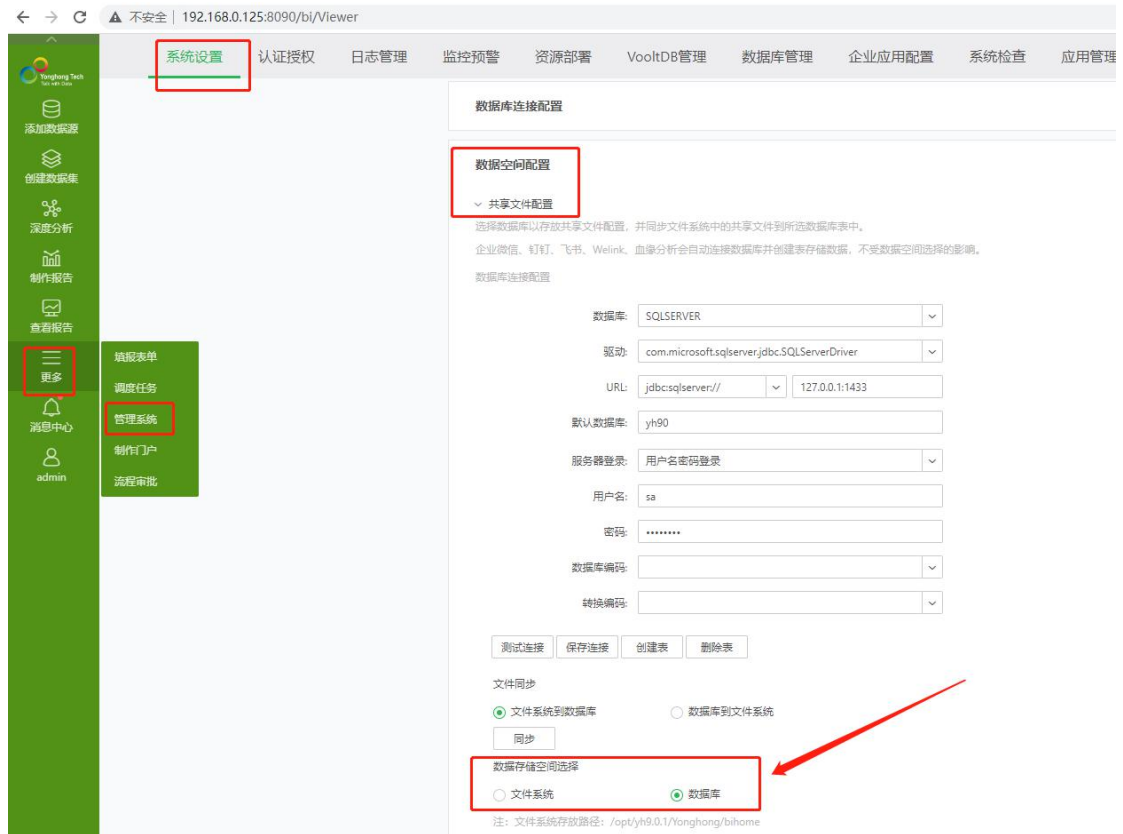 不安全 | 192.168.0.125:8090/bi/Viewer
Yonghong Tech
Talk with Data
系统设置 认证授权 日志管理 监控预警 资源部署 VooltDB管理 数据库管理 企业应用配置 系统检查 应用管理
添加数据源
创建数据集
深度分析
制作报告
查看报告
更多
消息中心
admin
填报表单
调度任务
管理系统
制作门户
流程审批
数据库连接配置
数据空间配置
共享文件配置
选择数据库以存放共享文件配置，并同步文件系统中的共享文件到所选数据库表中。
企业微信、钉钉、飞书、Welink、血缘分析会自动连接数据库并创建表存储数据，不受数据空间选择的影响。
数据库连接配置
数据库: SQLSERVER
驱动: com.microsoft.sqlserver.jdbc.SQLServerDriver
URL: jdbc:sqlserver:// 127.0.0.1:1433
默认数据库: yh90
服务器登录: 用户名密码登录
用户名: sa
密码: ••••••••
数据库编码:
转换编码:
测试连接 保存连接 创建表 删除表
文件同步
文件系统到数据库 数据库到文件系统
同步
数据存储空间选择
文件系统 数据库
注：文件系统存放路径：/opt/yh9.0.1/Yonghong/bihome